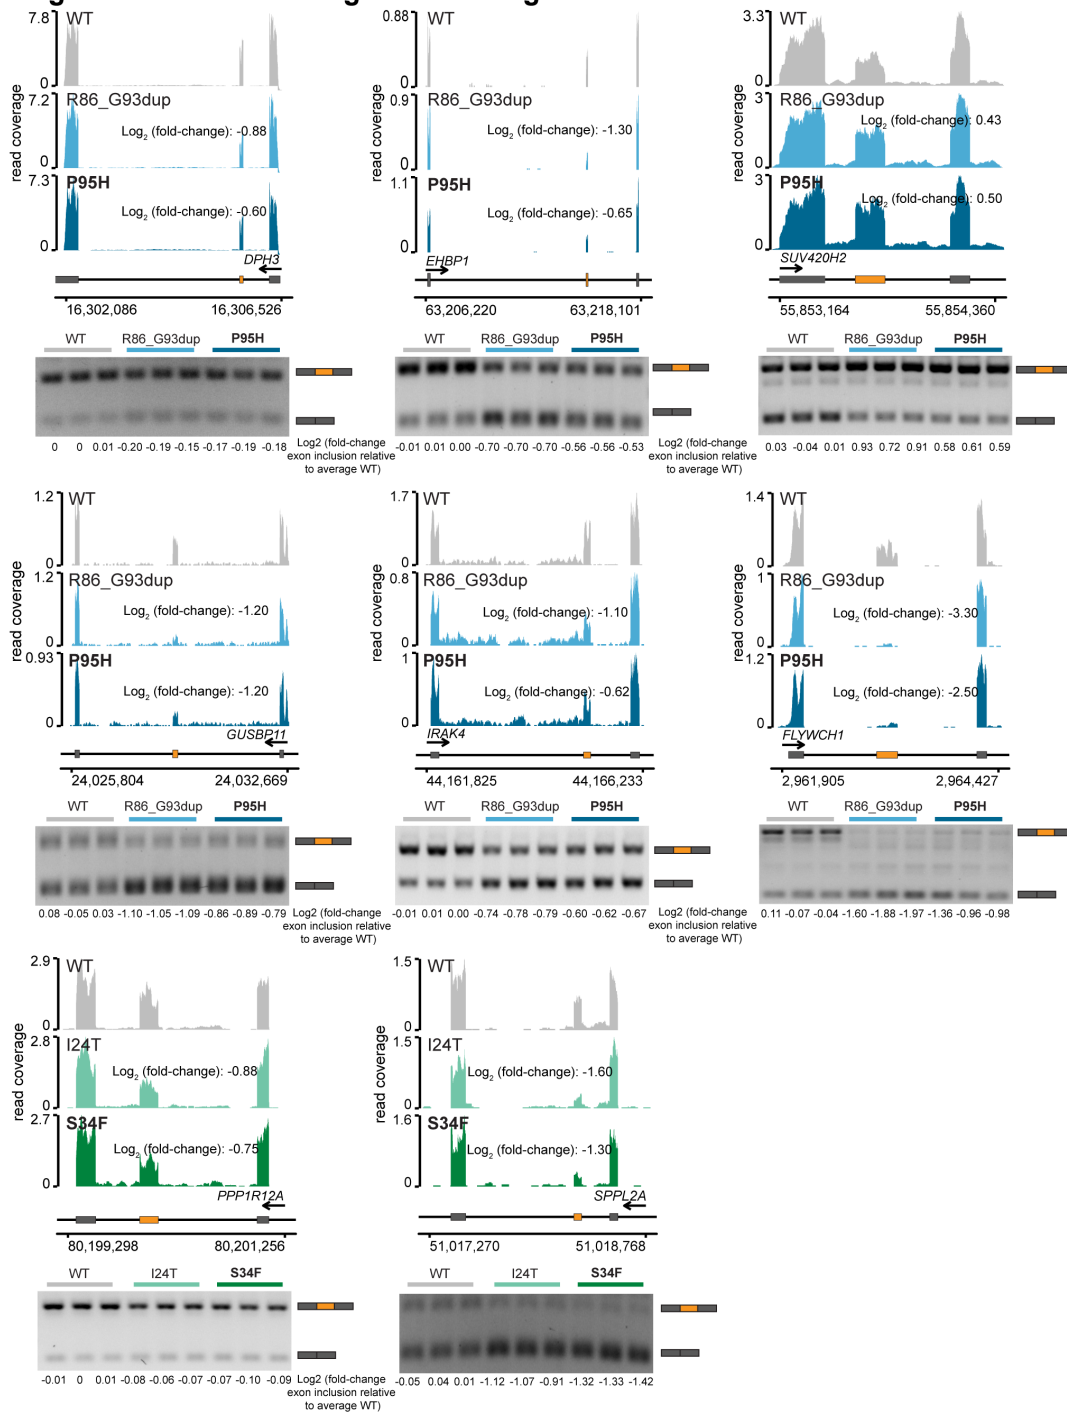 WT
7.8
0
R86_G93dup
7.2
Log2 (fold-change): -0.88
0
P95H
7.3
Log2 (fold-change): -0.60
0
read coverage
DPH3
16,302,086
16,306,526
WT
R86_G93dup
P95H
0 0 0.01 -0.20 -0.19 -0.15 -0.17 -0.19 -0.18
Log2 (fold-change
exon inclusion relative
to average WT)
WT
0.88
0
R86_G93dup
0.9
Log2 (fold-change): -1.30
0
P95H
1.1
Log2 (fold-change): -0.65
0
read coverage
EHBP1
63,206,220
63,218,101
WT
R86_G93dup
P95H
-0.01 0.01 0.00 -0.70 -0.70 -0.70 -0.56 -0.56 -0.53
Log2 (fold-change
exon inclusion relative
to average WT)
WT
3.3
0
R86_G93dup
3
Log2 (fold-change): 0.43
0
P95H
3
Log2 (fold-change): 0.50
0
read coverage
SUV420H2
55,853,164
55,854,360
WT
R86_G93dup
P95H
0.03 -0.04 0.01 0.93 0.72 0.91 0.58 0.61 0.59
WT
1.2
0
R86_G93dup
1.2
Log2 (fold-change): -1.20
0
P95H
0.93
Log2 (fold-change): -1.20
0
read coverage
GUSBP11
24,025,804
24,032,669
WT
R86_G93dup
P95H
0.08 -0.05 0.03 -1.10 -1.05 -1.09 -0.86 -0.89 -0.79
Log2 (fold-change
exon inclusion relative
to average WT)
WT
1.7
0
R86_G93dup
0.8
Log2 (fold-change): -1.10
0
P95H
1
Log2 (fold-change): -0.62
0
read coverage
IRAK4
44,161,825
44,166,233
WT
R86_G93dup
P95H
-0.01 0.01 0.00 -0.74 -0.78 -0.79 -0.60 -0.62 -0.67
Log2 (fold-change
exon inclusion relative
to average WT)
WT
1.4
0
R86_G93dup
1
Log2 (fold-change): -3.30
0
P95H
1.2
Log2 (fold-change): -2.50
0
read coverage
FLYWCH1
2,961,905
2,964,427
WT
R86_G93dup
P95H
0.11 -0.07 -0.04 -1.60 -1.88 -1.97 -1.36 -0.96 -0.98
WT
2.9
0
I24T
2.8
Log2 (fold-change): -0.88
0
S34F
2.7
Log2 (fold-change): -0.75
0
read coverage
PPP1R12A
80,199,298
80,201,256
WT
I24T
S34F
-0.01 0 0.01 -0.08 -0.06 -0.07 -0.07 -0.10 -0.09
Log2 (fold-change
exon inclusion relative
to average WT)
WT
1.5
0
I24T
1.5
Log2 (fold-change): -1.60
0
S34F
1.6
Log2 (fold-change): -1.30
0
read coverage
SPPL2A
51,017,270
51,018,768
WT
I24T
S34F
-0.05 0.04 0.01 -1.12 -1.07 -0.91 -1.32 -1.33 -1.42